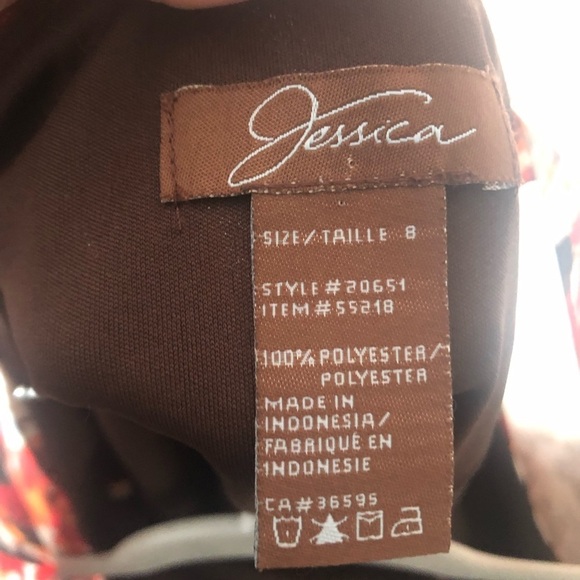 Jessica
SIZE/TAILLE 8
STYLE#20651
ITEM#55218
100% POLYESTER/
POLYESTER
MADE IN
INDONESIA/
FABRIQUÉ EN
INDONESIE
CA#36595